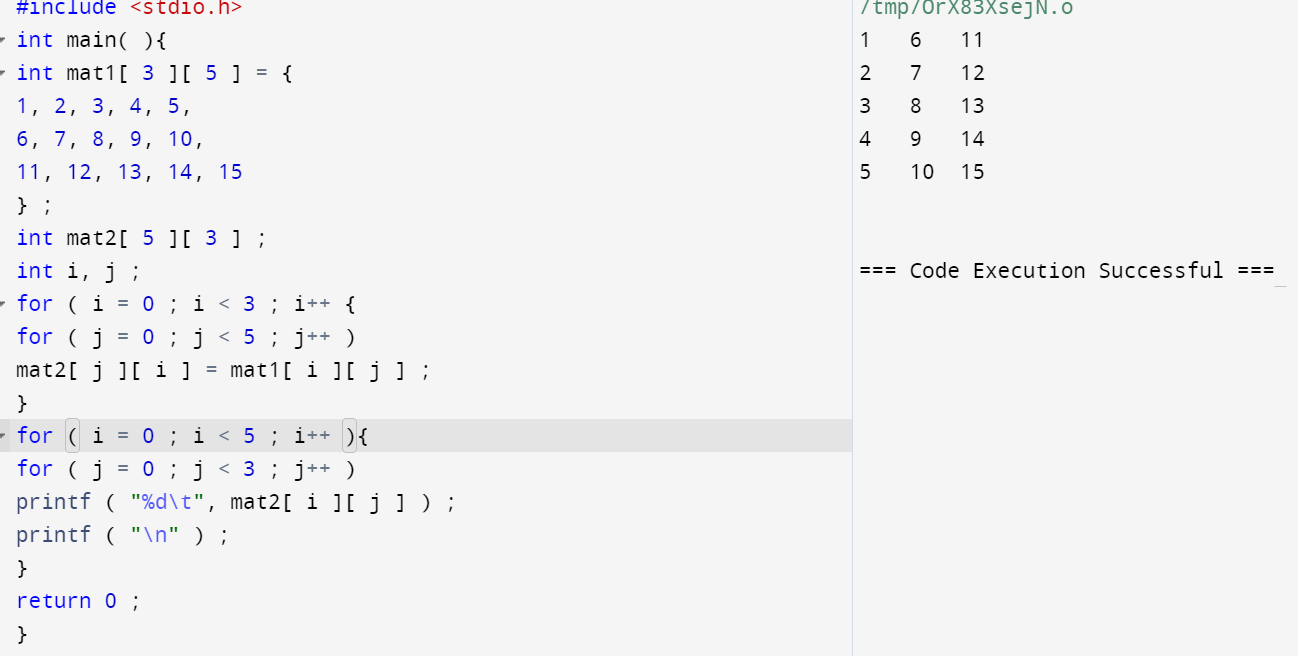 #include <stdio.h>
int main( ){
int mat1[ 3 ][ 5 ] = {
1, 2, 3, 4, 5,
6, 7, 8, 9, 10,
11, 12, 13, 14, 15
} ;
int mat2[ 5 ][ 3 ] ;
int i, j ;
for ( i = 0 ; i < 3 ; i++ {
for ( j = 0 ; j < 5 ; j++ )
mat2[ j ][ i ] = mat1[ i ][ j ] ;
}
for ( i = 0 ; i < 5 ; i++ ){
for ( j = 0 ; j < 3 ; j++ )
printf ( "%d\t", mat2[ i ][ j ] ) ;
printf ( "\n" ) ;
}
return 0 ;
}
/tmp/OrX83XsejN.o
1 6 11
2 7 12
3 8 13
4 9 14
5 10 15
=== Code Execution Successful ===